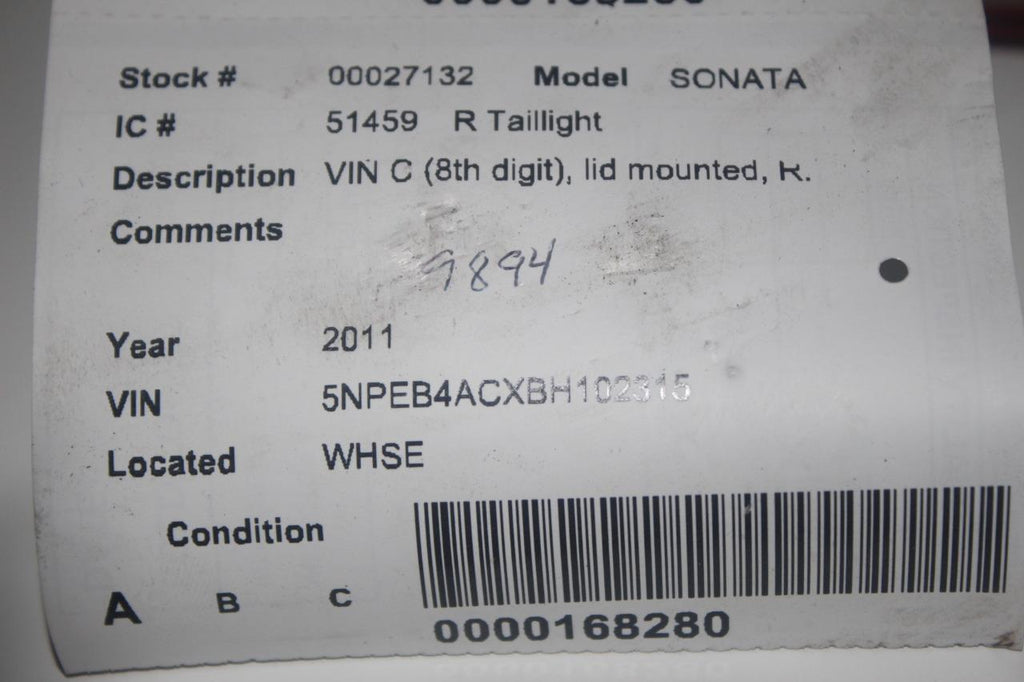 Stock # 00027132 Model SONATA
IC # 51459 R Taillight
Description VIN C (8th digit), lid mounted, R.
Comments
9894
Year 2011
VIN 5NPEB4ACXBH102315
Located WHSE
Condition
A B C
0000168280